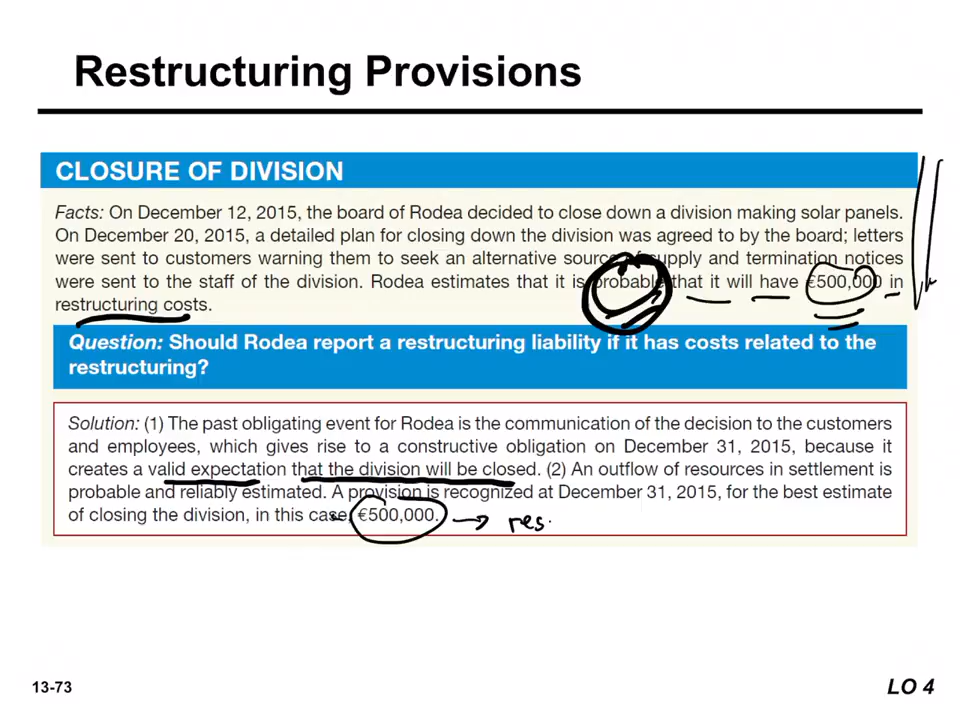 Restructuring Provisions
CLOSURE OF DIVISION
Facts: On December 12, 2015, the board of Rodea decided to close down a division making solar panels.
On December 20, 2015, a detailed plan for closing down the division was agreed to by the board; letters
were sent to customers warning them to seek an alternative source of supply and termination notices
were sent to the staff of the division. Rodea estimates that it is probable that it will have €500,000 in
restructuring costs.
Question: Should Rodea report a restructuring liability if it has costs related to the
restructuring?
Solution: (1) The past obligating event for Rodea is the communication of the decision to the customers
and employees, which gives rise to a constructive obligation on December 31, 2015, because it
creates a valid expectation that the division will be closed. (2) An outflow of resources in settlement is
probable and reliably estimated. A provision is recognized at December 31, 2015, for the best estimate
of closing the division, in this case, €500,000. → res.
13-73
LO 4